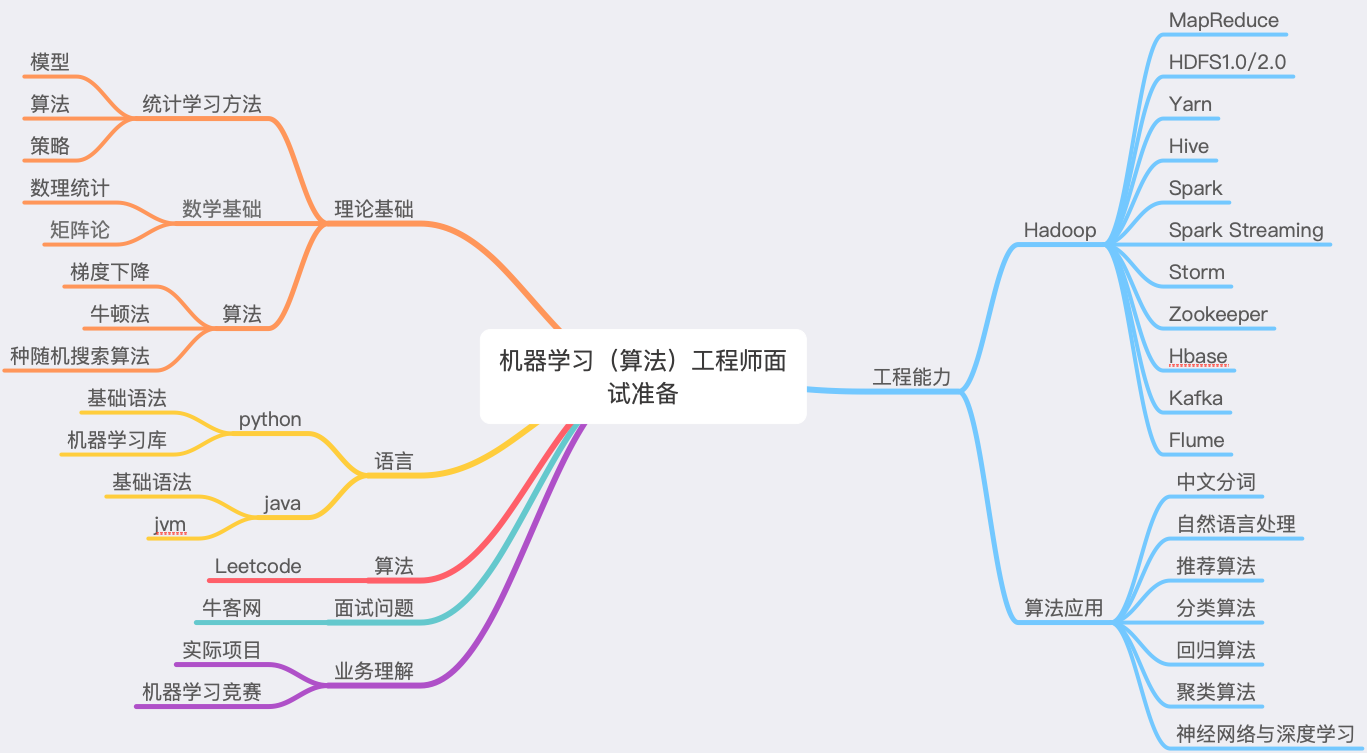 机器学习（算法）工程师面
试准备
理论基础
统计学习方法
模型
算法
策略
数学基础
数理统计
矩阵论
算法
梯度下降
牛顿法
种随机搜索算法
语言
python
基础语法
机器学习库
java
基础语法
jvm
算法
Leetcode
面试问题
牛客网
业务理解
实际项目
机器学习竞赛
工程能力
Hadoop
MapReduce
HDFS1.0/2.0
Yarn
Hive
Spark
Spark Streaming
Storm
Zookeeper
Hbase
Kafka
Flume
算法应用
中文分词
自然语言处理
推荐算法
分类算法
回归算法
聚类算法
神经网络与深度学习